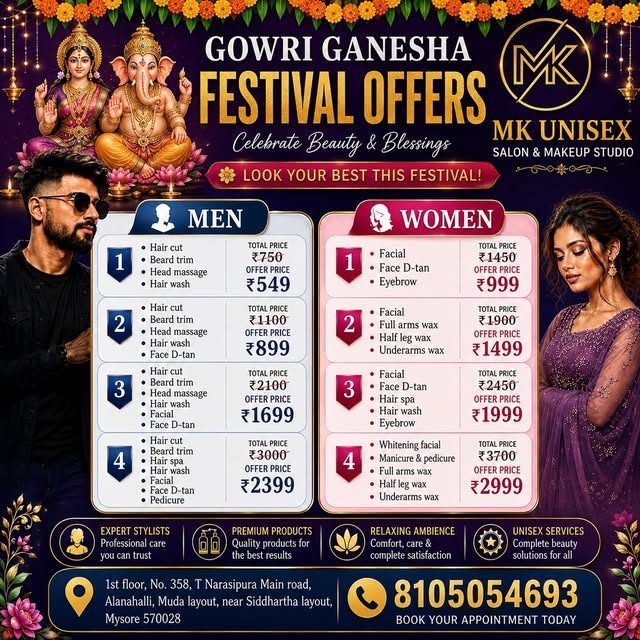 GOWRI GANESHA
FESTIVAL OFFERS
Celebrate Beauty & Blessings
LOOK YOUR BEST THIS FESTIVAL!
MK
MK UNISEX
SALON & MAKEUP STUDIO
MEN
1
• Hair cut
• Beard trim
• Head massage
• Hair wash
TOTAL PRICE
₹750
OFFER PRICE
₹549
2
• Hair cut
• Beard trim
• Head massage
• Hair wash
• Face D-tan
TOTAL PRICE
₹1100
OFFER PRICE
₹899
3
• Hair cut
• Beard trim
• Head massage
• Hair wash
• Facial
• Face D-tan
TOTAL PRICE
₹2100
OFFER PRICE
₹1699
4
• Hair cut
• Beard trim
• Hair spa
• Hair wash
• Facial
• Face D-tan
• Pedicure
TOTAL PRICE
₹3000
OFFER PRICE
₹2399
WOMEN
1
• Facial
• Face D-tan
• Eyebrow
TOTAL PRICE
₹1450
OFFER PRICE
₹999
2
• Facial
• Full arms wax
• Half leg wax
• Underarms wax
TOTAL PRICE
₹1900
OFFER PRICE
₹1499
3
• Facial
• Face D-tan
• Hair spa
• Hair wash
• Eyebrow
TOTAL PRICE
₹2450
OFFER PRICE
₹1999
4
• Whitening facial
• Manicure & pedicure
• Full arms wax
• Half leg wax
• Underarms wax
TOTAL PRICE
₹3700
OFFER PRICE
₹2999
EXPERT STYLISTS
Professional care
you can trust
PREMIUM PRODUCTS
Quality products for
the best results
RELAXING AMBIENCE
Comfort, care &
complete satisfaction
UNISEX SERVICES
Complete beauty
solutions for all
1st floor, No. 358, T Narasipura Main road,
Alanahalli, Muda layout, near Siddhartha layout,
Mysore 570028
8105054693
BOOK YOUR APPOINTMENT TODAY